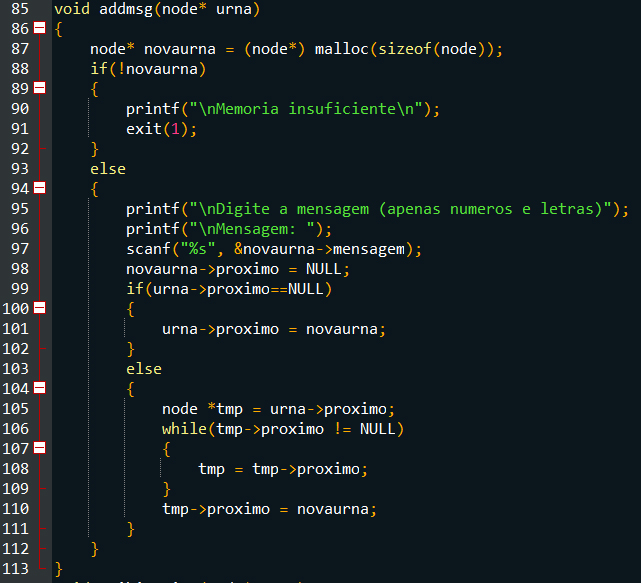 85 void addmsg(node* urna)
86 {
87     node* novaurna = (node*) malloc(sizeof(node));
88     if(!novaurna)
89     {
90         printf("\nMemoria insuficiente\n");
91         exit(1);
92     }
93     else
94     {
95         printf("\nDigite a mensagem (apenas numeros e letras)");
96         printf("\nMensagem: ");
97         scanf("%s", &novaurna->mensagem);
98         novaurna->proximo = NULL;
99         if(urna->proximo==NULL)
100         {
101             urna->proximo = novaurna;
102         }
103         else
104         {
105             node *tmp = urna->proximo;
106             while(tmp->proximo != NULL)
107             {
108                 tmp = tmp->proximo;
109             }
110             tmp->proximo = novaurna;
111         }
112     }
113 }